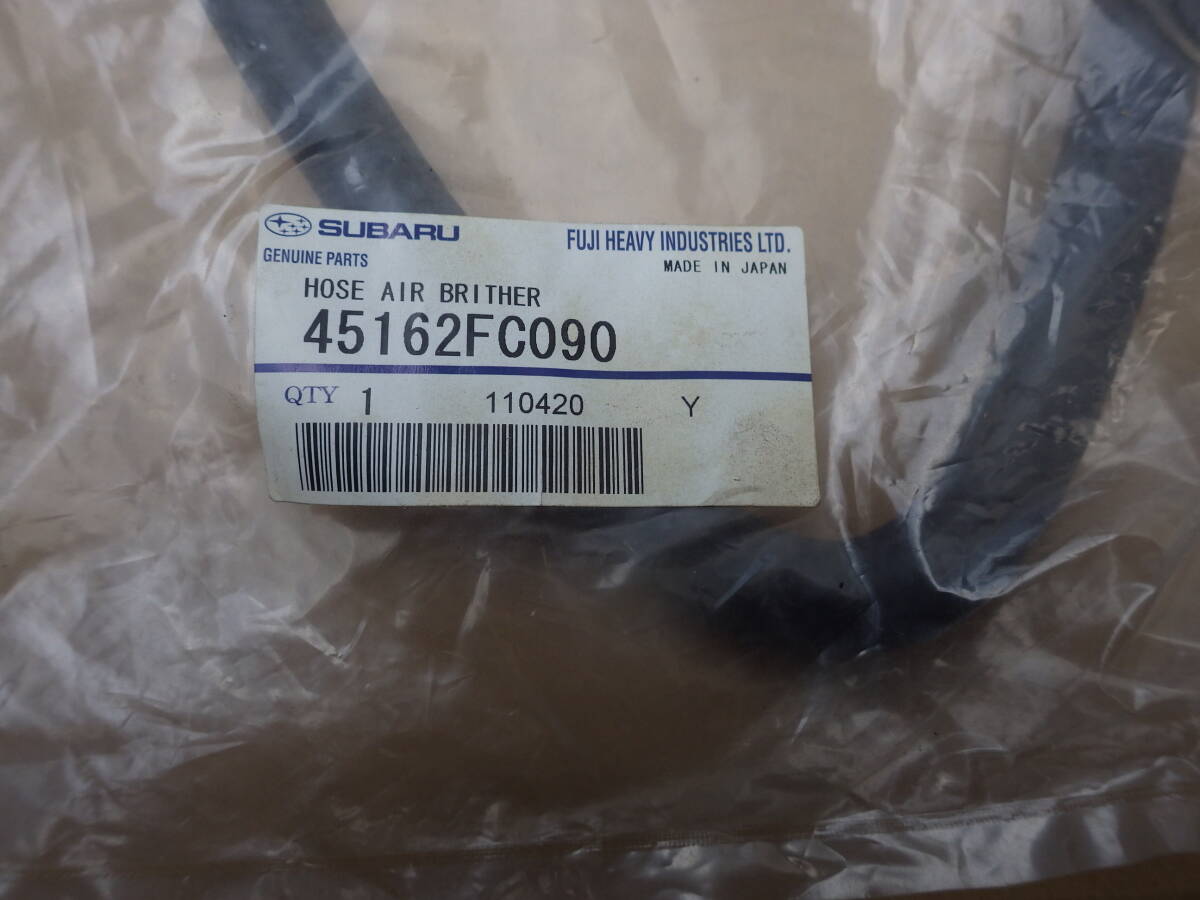 SUBARU FUJI HEAVY INDUSTRIES LTD.
GENUINE PARTS MADE IN JAPAN
HOSE AIR BRITHER
45162FC090
QTY 1 110420 Y